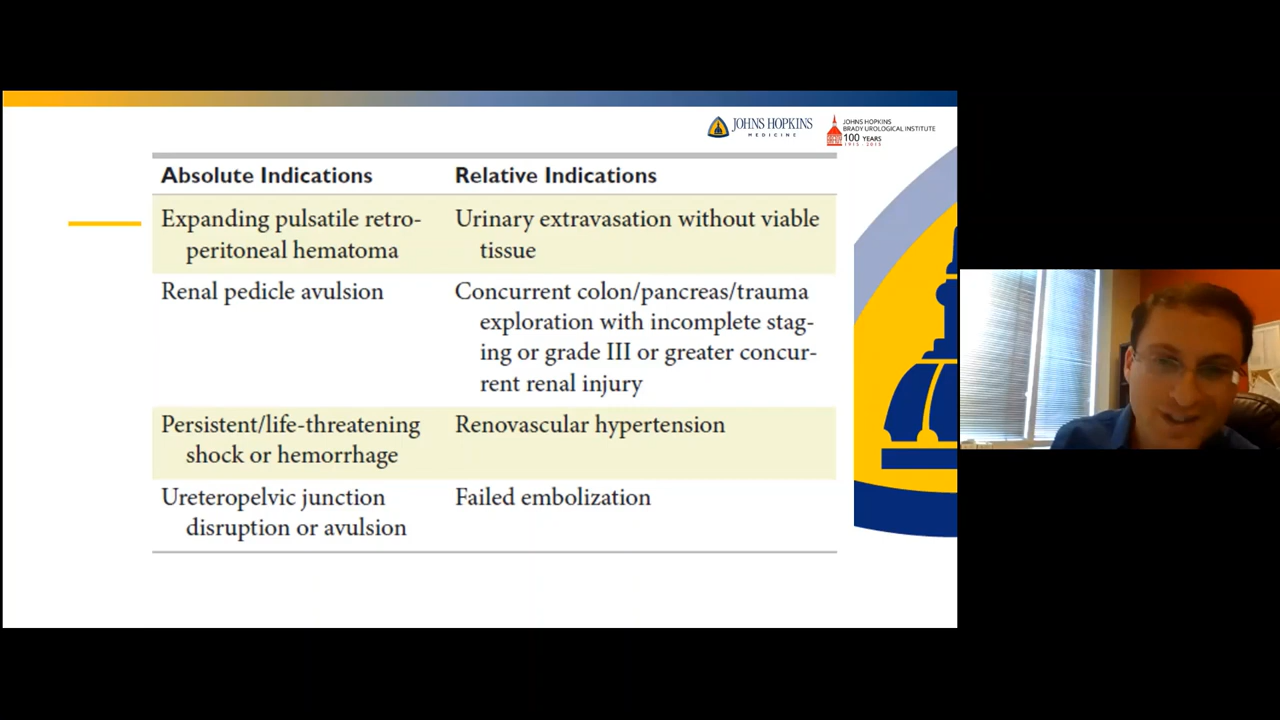 JOHNS HOPKINS
MEDICINE
JOHNS HOPKINS
BRADY UROLOGICAL INSTITUTE
100 YEARS
1915-2015
Absolute Indications Relative Indications
Expanding pulsatile retro- Urinary extravasation without viable
peritoneal hematoma tissue
Renal pedicle avulsion Concurrent colon/pancreas/trauma
exploration with incomplete stag-
ing or grade III or greater concur-
rent renal injury
Persistent/life-threatening Renovascular hypertension
shock or hemorrhage
Ureteropelvic junction Failed embolization
disruption or avulsion